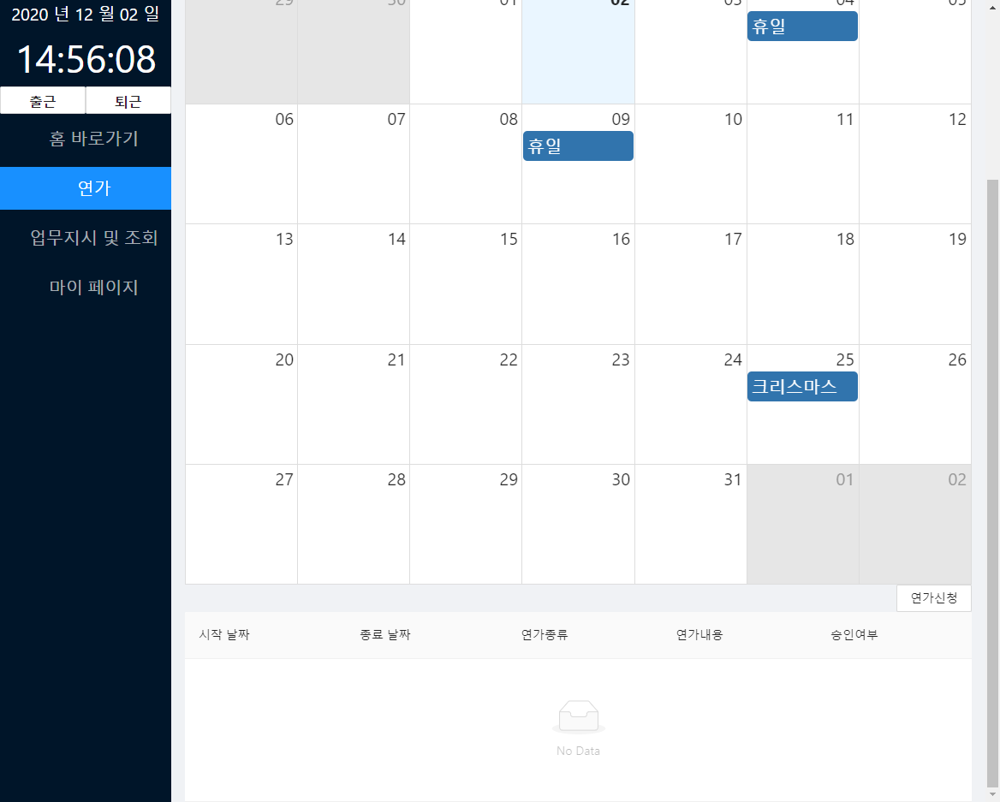 2020 년 12 월 02 일
14:56:08
출근 퇴근
홈 바로가기
연가
업무지시 및 조회
마이 페이지
29 30 01 02 03 04 05
휴일
06 07 08 09 10 11 12
휴일
13 14 15 16 17 18 19
20 21 22 23 24 25 26
크리스마스
27 28 29 30 31 01 02
연가신청
시작 날짜 종료 날짜 연가종류 연가내용 승인여부
No Data